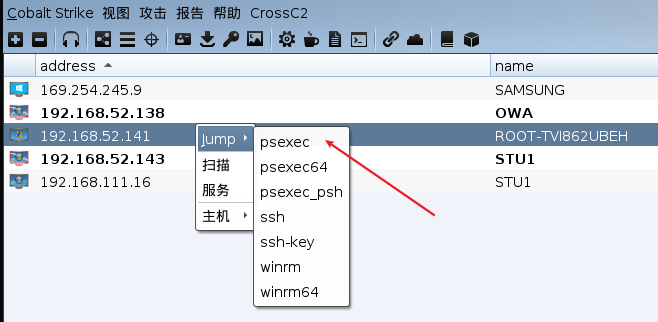 Cobalt Strike 视图 攻击 报告 帮助 CrossC2
address name
169.254.245.9 SAMSUNG
192.168.52.138 OWA
192.168.52.141 ROOT-TVI862UBEH
192.168.52.143 STU1
192.168.111.16 STU1
Jump
扫描
服务
主机
psexec
psexec64
psexec_psh
ssh
ssh-key
winrm
winrm64